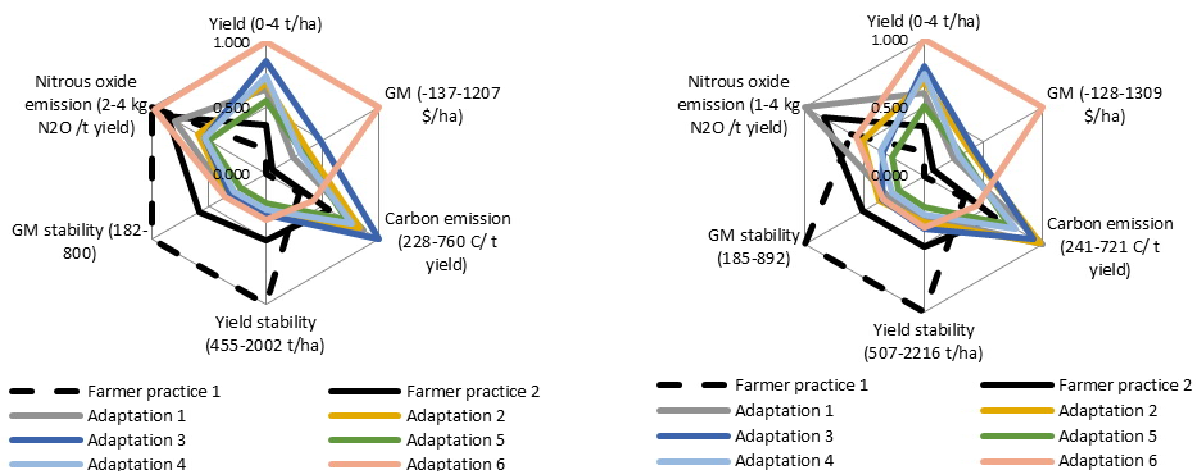 Yield (0-4 t/ha)
1.000
Nitrous oxide
emission (2-4 kg
N2O /t yield)
0.500
GM (-137-1207
$/ha)
0.000
GM stability (182-
800)
Carbon emission
(228-760 C/ t
yield)
Yield stability
(455-2002 t/ha)
Farmer practice 1
Farmer practice 2
Adaptation 1
Adaptation 2
Adaptation 3
Adaptation 5
Adaptation 4
Adaptation 6
Yield (0-4 t/ha)
1.000
Nitrous oxide
emission (1-4 kg
N2O /t yield)
0.500
GM (-128-1309
$/ha)
0.000
GM stability
(185-892)
Carbon emission
(241-721 C/ t
yield)
Yield stability
(507-2216 t/ha)
Farmer practice 1
Farmer practice 2
Adaptation 1
Adaptation 2
Adaptation 3
Adaptation 5
Adaptation 4
Adaptation 6